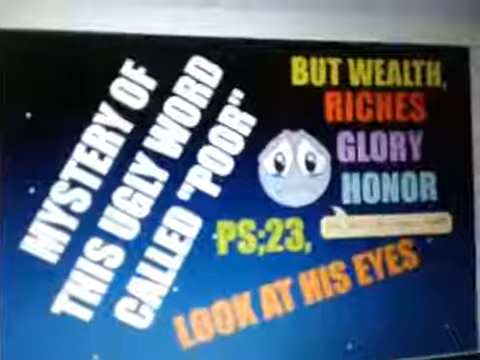 MYSTERY OF
THIS UGLY WORD
CALLED "POOR"
BUT WEALTH,
RICHES
GLORY
HONOR
PS;23,
LOOK AT HIS EYES